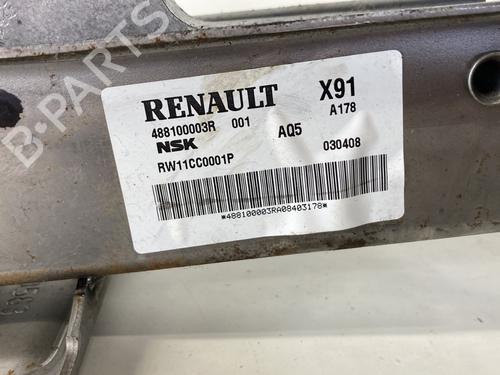 RENAULT X91
488100003R 001 A178
NSK AQ5 030408
RW11CC0001P
*488100003RA08403178*
B-PARTS